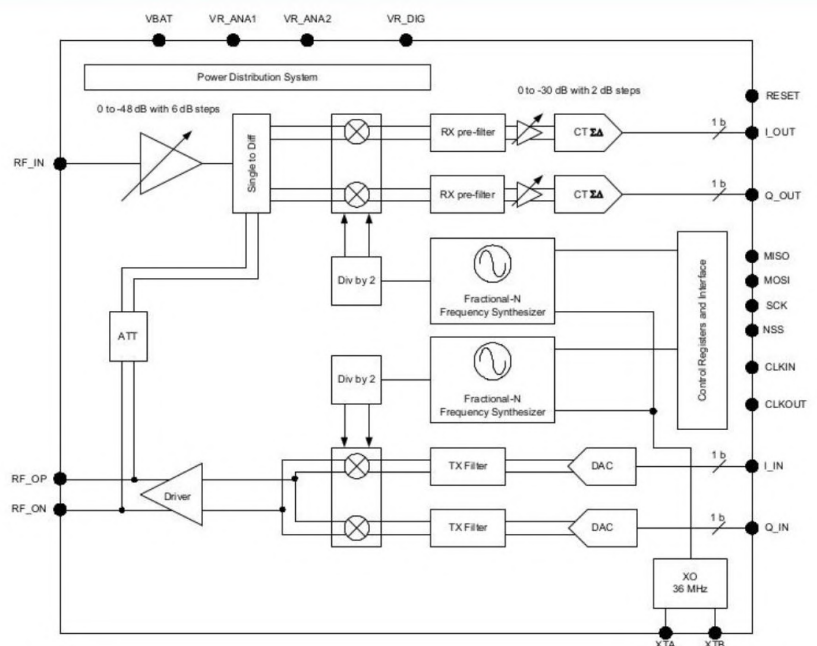 VBAT
VR_ANA1
VR_ANA2
VR_DIG
Power Distribution System
0 to -48 dB with 6 dB steps
0 to -30 dB with 2 dB steps
RESET
RF_IN
Single to Diff
RX pre-filter
CT ΣΔ
1 b
I_OUT
RX pre-filter
CT ΣΔ
1 b
Q_OUT
Div by 2
Fractional-N
Frequency Synthesizer
Control Registers and Interface
MISO
MOSI
SCK
NSS
CLKIN
CLKOUT
ATT
Div by 2
Fractional-N
Frequency Synthesizer
RF_OP
RF_ON
Driver
TX Filter
DAC
1 b
I_IN
TX Filter
DAC
1 b
Q_IN
XO
36 MHz
XTA
XTB